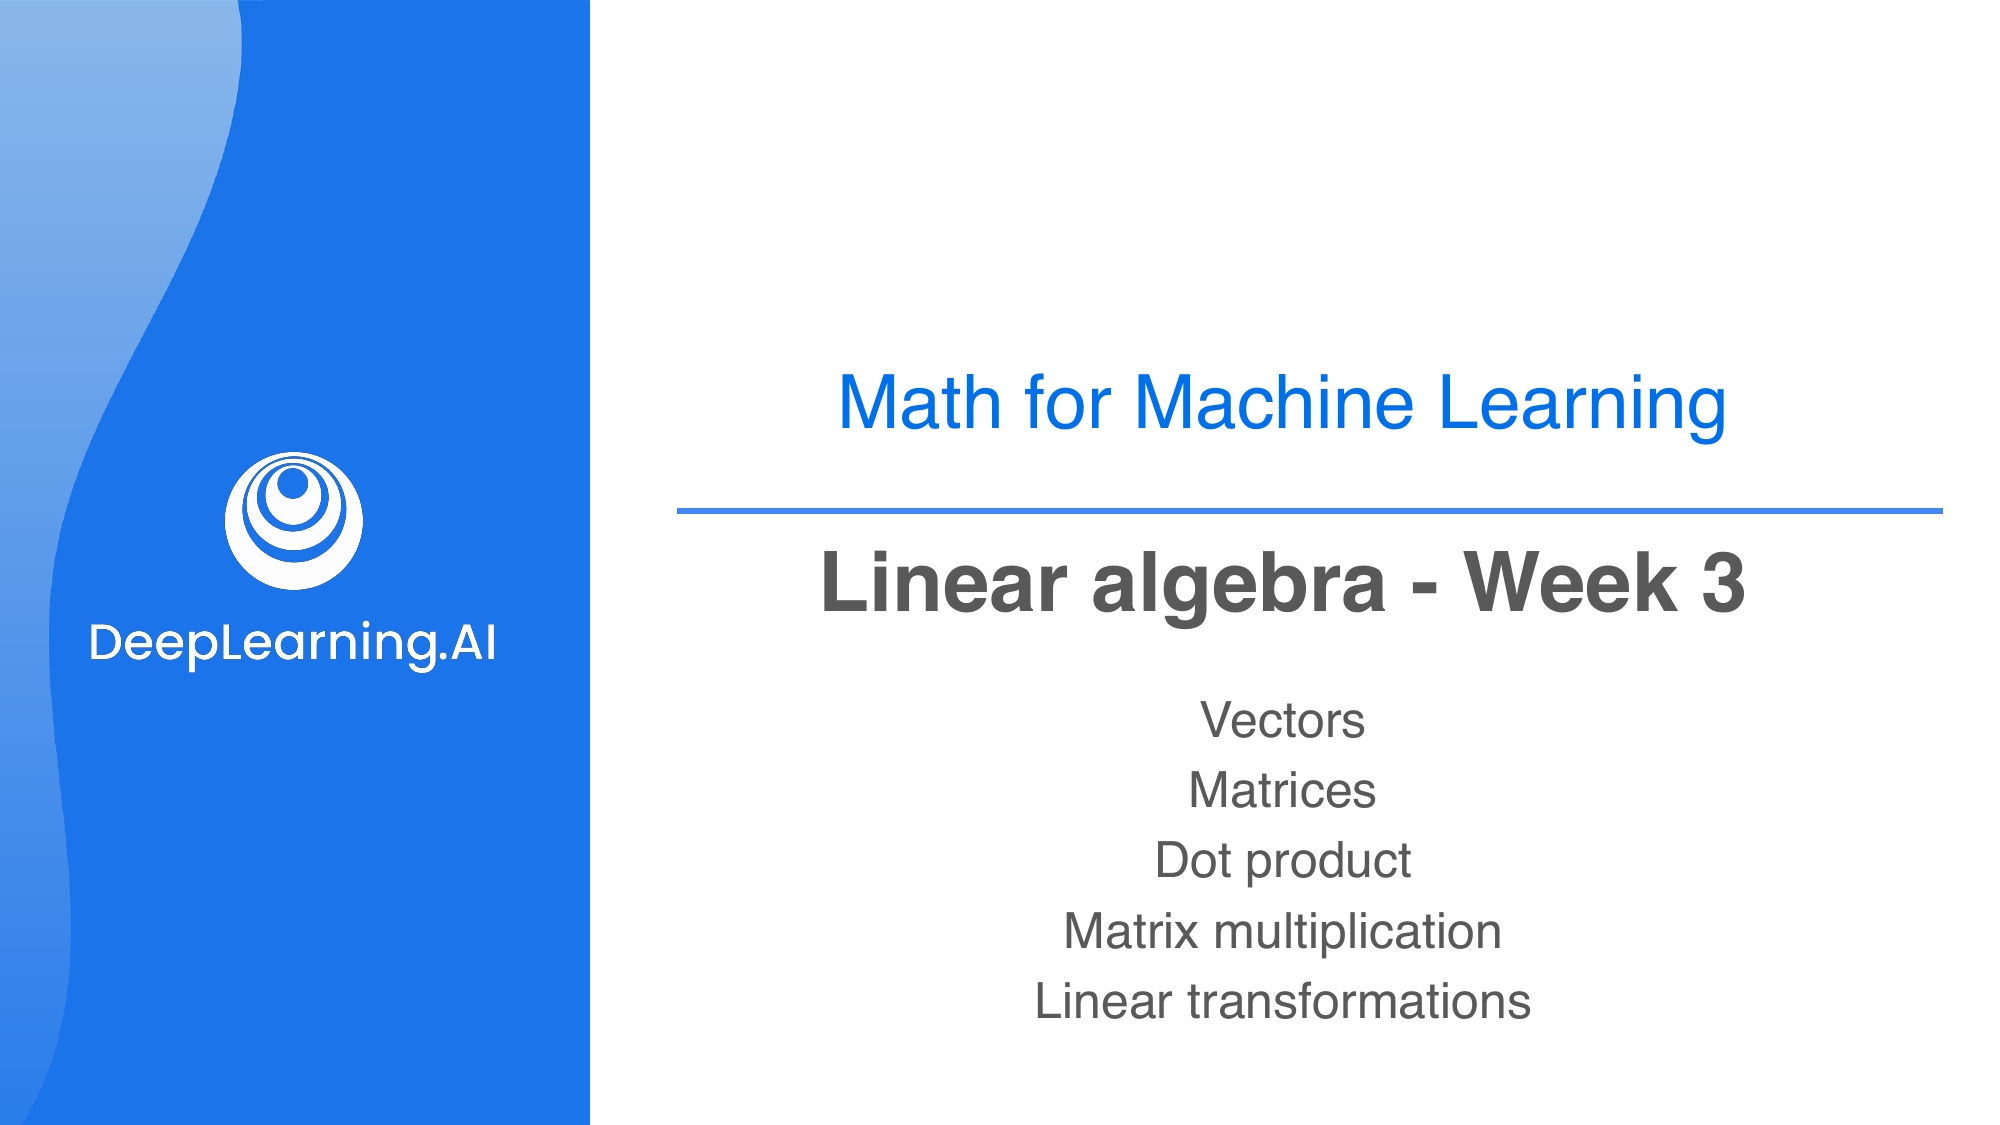 DeepLearning.AI
Math for Machine Learning
Linear algebra - Week 3
Vectors
Matrices
Dot product
Matrix multiplication
Linear transformations